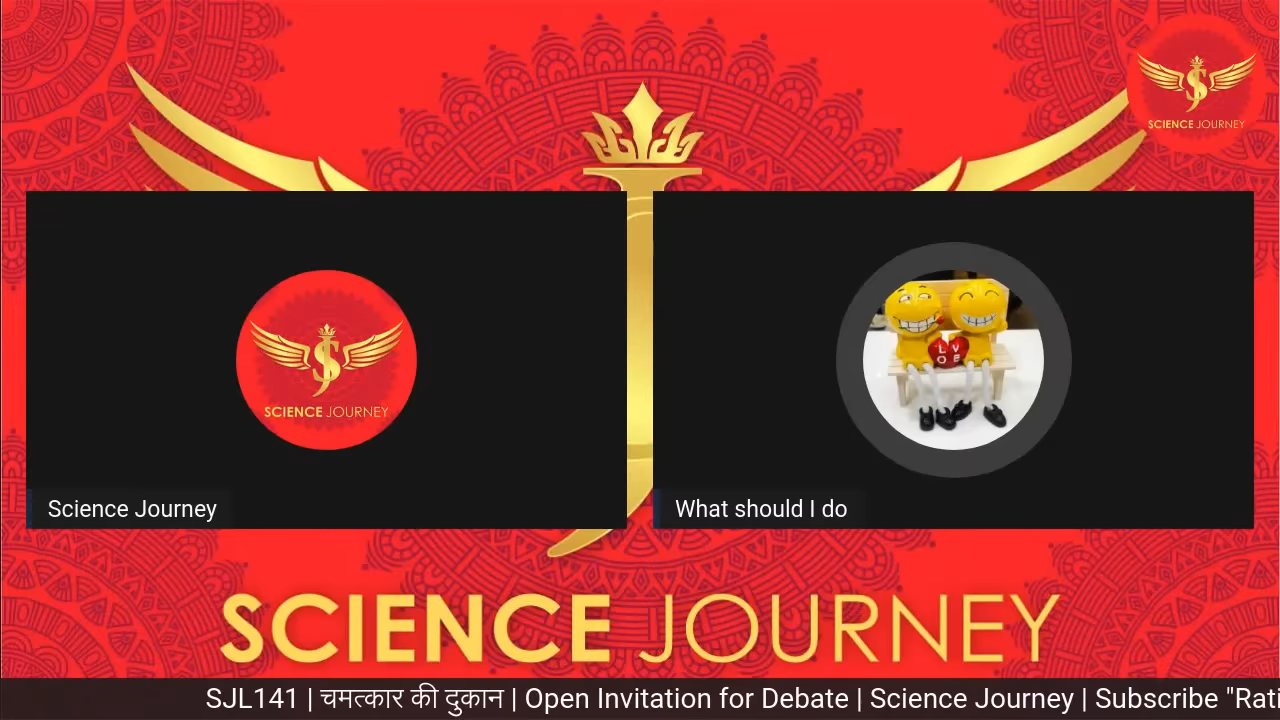 SCIENCE JOURNEY
SCIENCE JOURNEY
L V
O E
Science Journey
What should I do
SCIENCE JOURNEY
SJL141 | चमत्कार की दुकान | Open Invitation for Debate | Science Journey | Subscribe "Rati